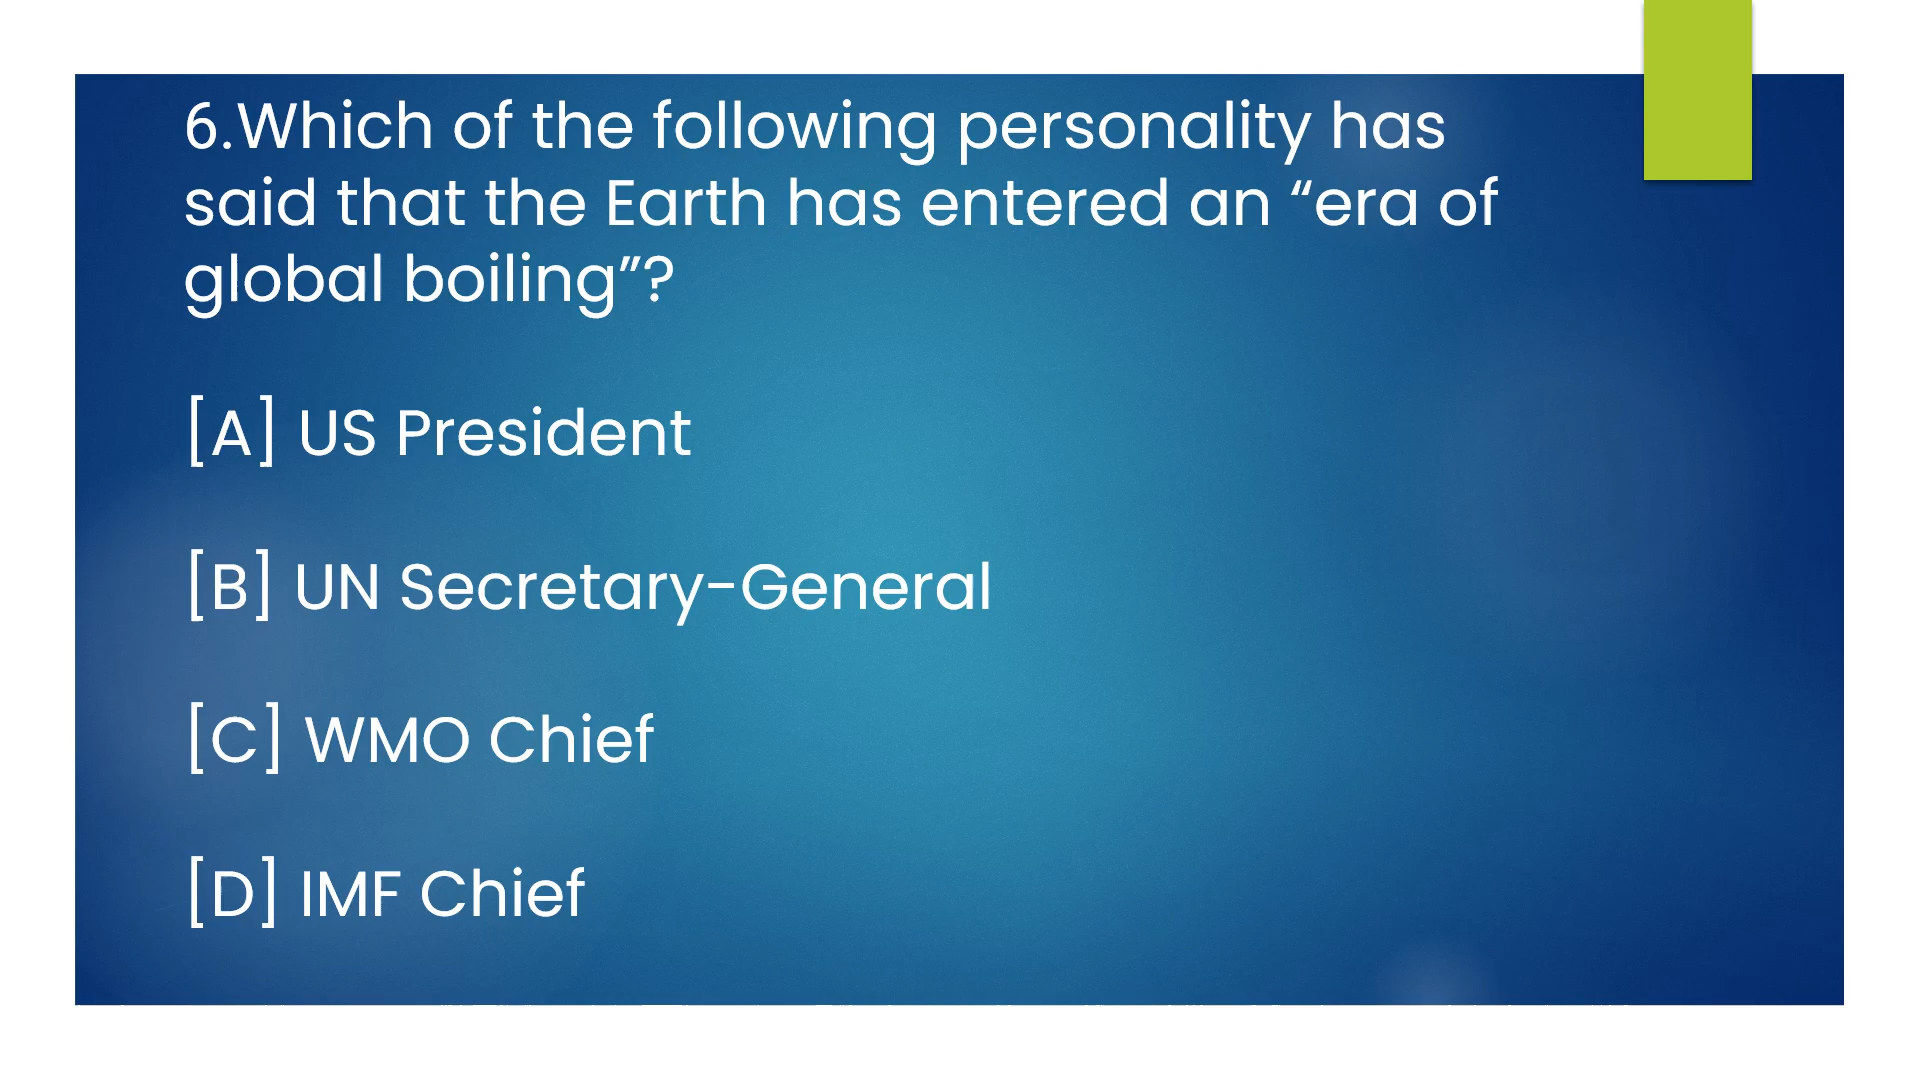 6.Which of the following personality has
said that the Earth has entered an “era of
global boiling”?
[A] US President
[B] UN Secretary-General
[C] WMO Chief
[D] IMF Chief